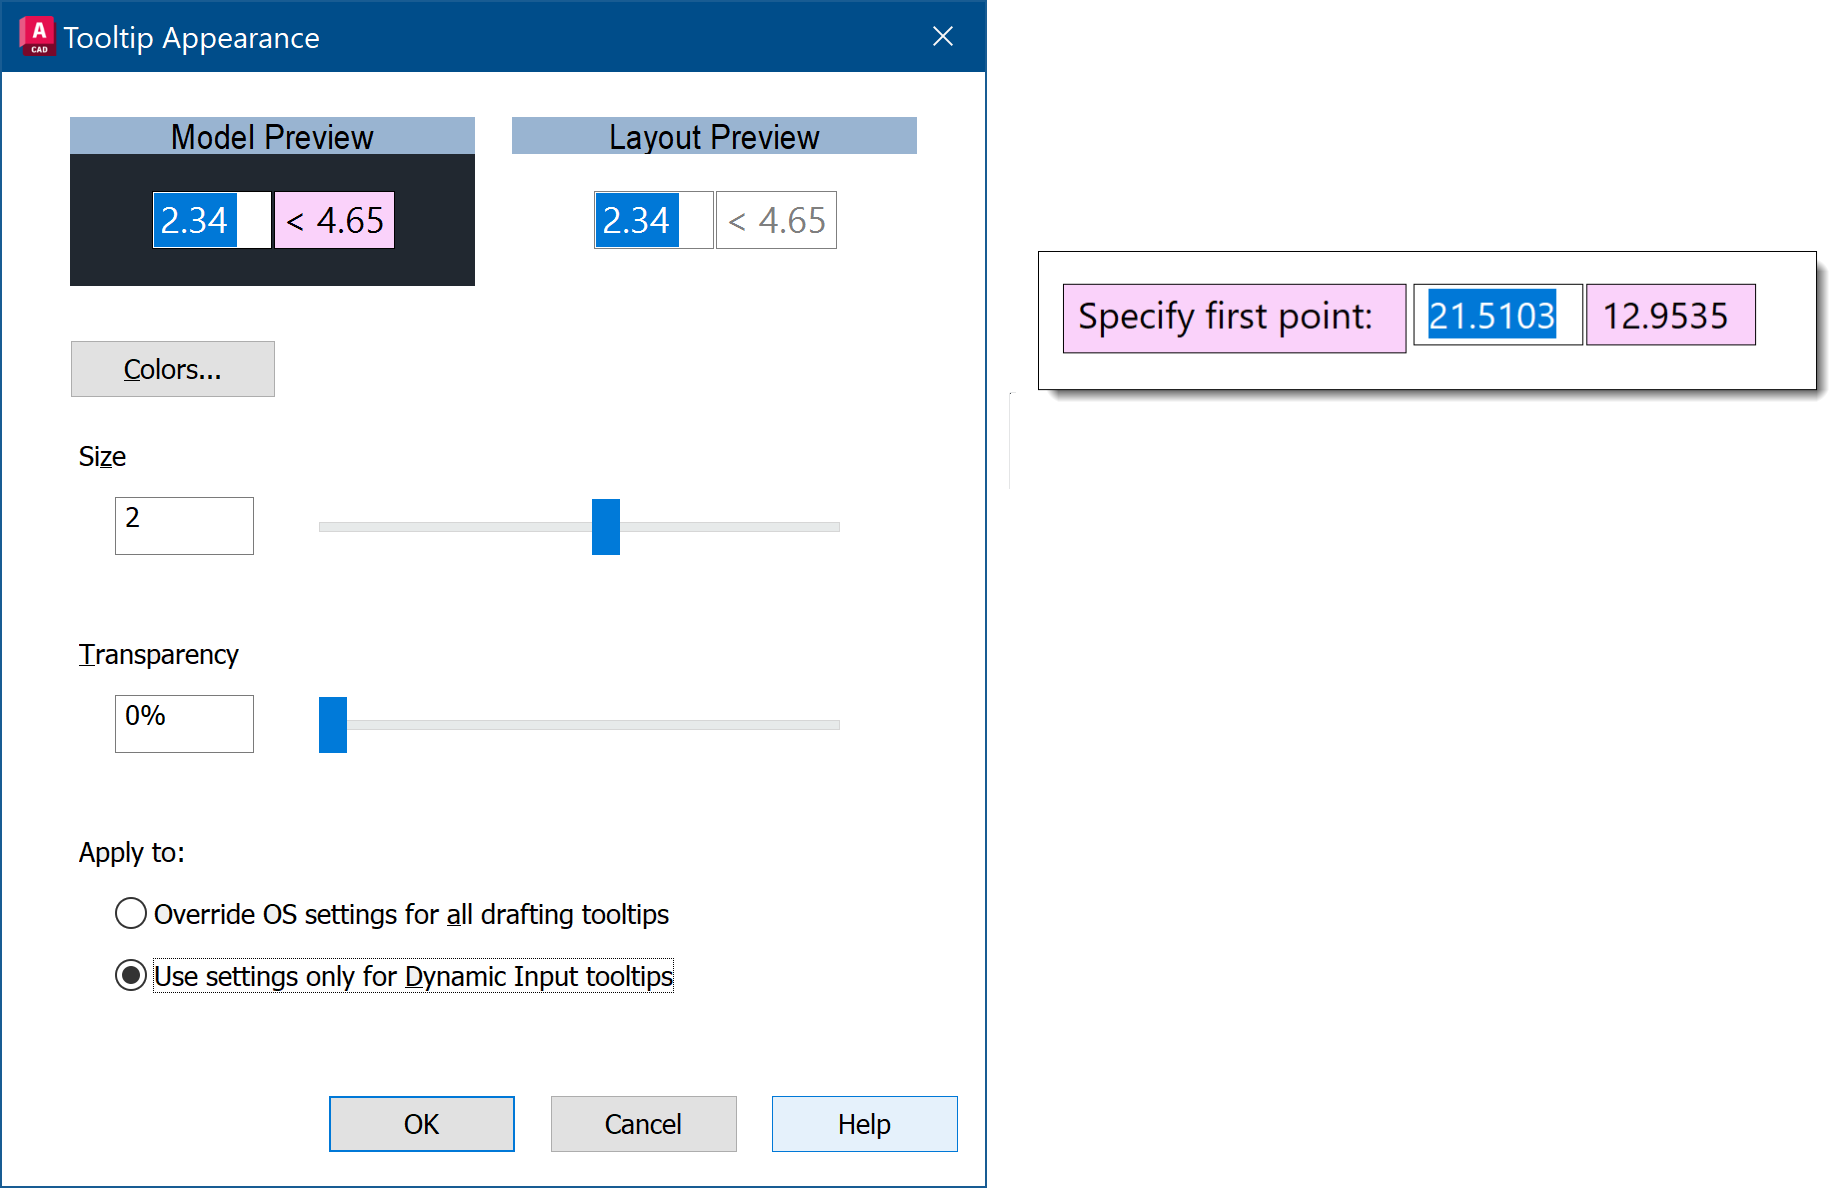 A
CAD
Tooltip Appearance
Model Preview
2.34 < 4.65
Layout Preview
2.34 < 4.65
Colors...
Size
2
Transparency
0%
Apply to:
Override OS settings for all drafting tooltips
Use settings only for Dynamic Input tooltips
OK Cancel Help
Specify first point: 21.5103 12.9535